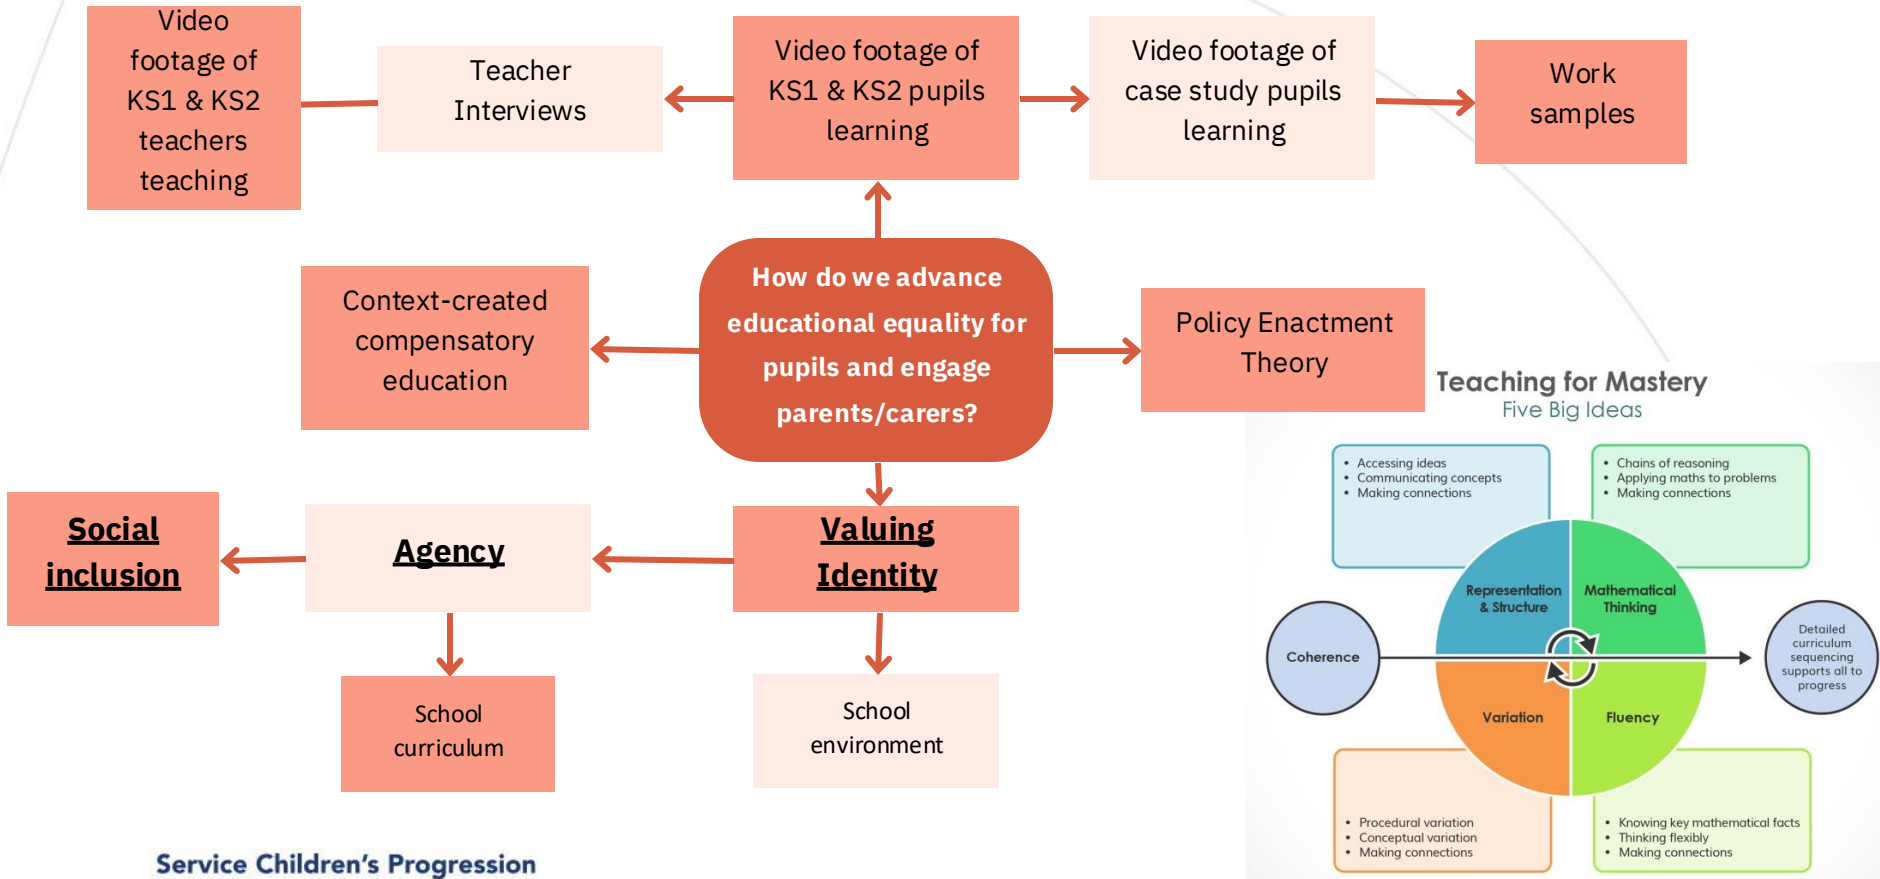 Video
footage of
KS1 & KS2
teachers
teaching
Teacher
Interviews
Video footage of
KS1 & KS2 pupils
learning
Video footage of
case study pupils
learning
Work
samples
Context-created
compensatory
education
How do we advance
educational equality for
pupils and engage
parents/carers?
Policy Enactment
Theory
Social
inclusion
Agency
Valuing
Identity
School
curriculum
School
environment
Teaching for Mastery
Five Big Ideas
• Accessing ideas
• Communicating concepts
• Making connections
• Chains of reasoning
• Applying maths to problems
• Making connections
Representation
& Structure
Mathematical
Thinking
Coherence
Detailed
curriculum
sequencing
supports all to
progress
Variation
Fluency
• Procedural variation
• Conceptual variation
• Making connections
• Knowing key mathematical facts
• Thinking flexibly
• Making connections
Service Children's Progression